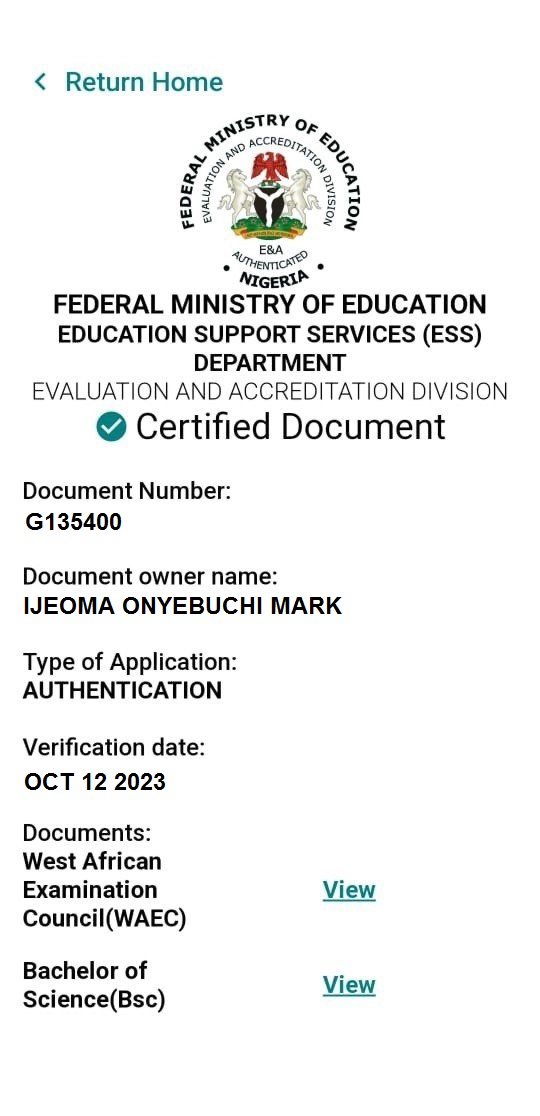 Return Home
FEDERAL MINISTRY OF EDUCATION
EVALUATION AND ACCREDITATION DIVISION
E&A
AUTHENTICATED
• NIGERIA •
FEDERAL MINISTRY OF EDUCATION
EDUCATION SUPPORT SERVICES (ESS)
DEPARTMENT
EVALUATION AND ACCREDITATION DIVISION
Certified Document
Document Number:
G135400
Document owner name:
IJEOMA ONYEBUCHI MARK
Type of Application:
AUTHENTICATION
Verification date:
OCT 12 2023
Documents:
West African
Examination View
Council(WAEC)
Bachelor of
Science(Bsc) View